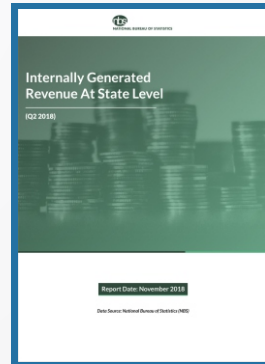 nbs
NATIONAL BUREAU OF STATISTICS
Internally Generated
Revenue At State Level
(Q2 2018)
Report Date: November 2018
Data Source: National Bureau of Statistics (NBS)